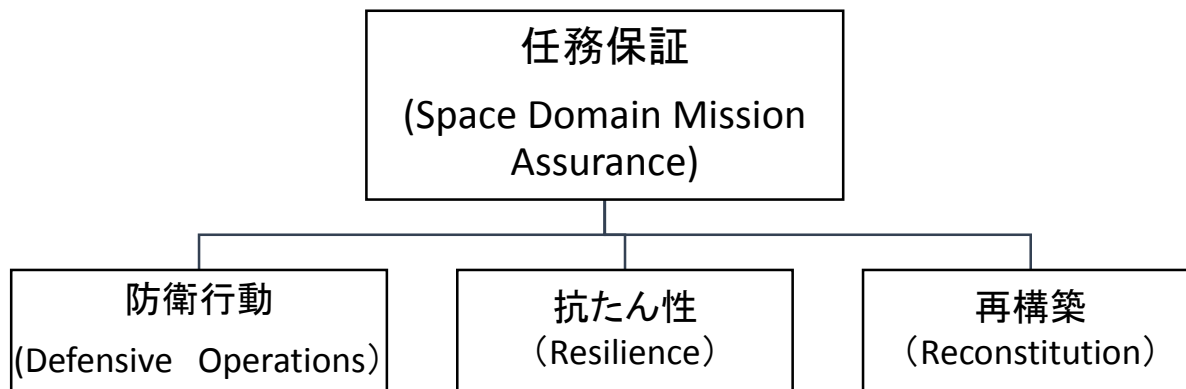 任務保証
(Space Domain Mission
Assurance)
防衛行動
(Defensive Operations）
抗たん性
（Resilience）
再構築
（Reconstitution）